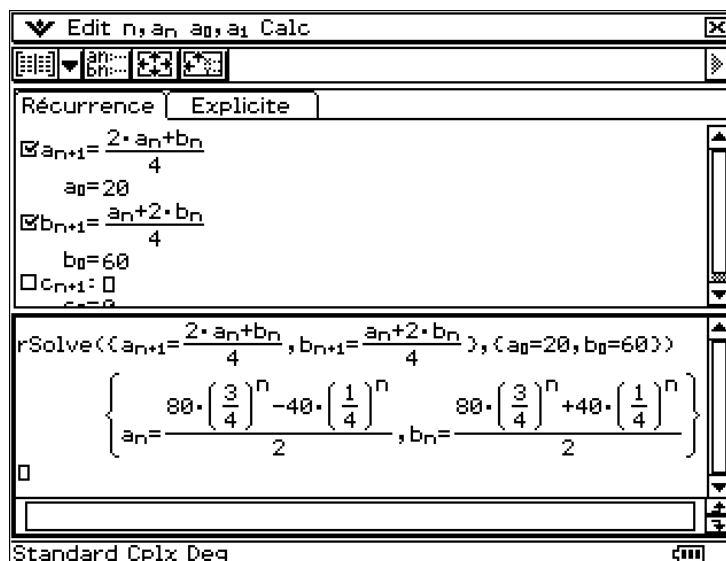 Edit n,aₙ a₀,a₁ Calc
an:... bn:...
Récurrence Explicite
☑aₙ₊₁=(2·aₙ+bₙ)/4
a₀=20
☑bₙ₊₁=(aₙ+2·bₙ)/4
b₀=60
☐cₙ₊₁:▯
rSolve({aₙ₊₁=(2·aₙ+bₙ)/4,bₙ₊₁=(aₙ+2·bₙ)/4},{a₀=20,b₀=60})
{aₙ=(80·(3/4)ⁿ-40·(1/4)ⁿ)/2,bₙ=(80·(3/4)ⁿ+40·(1/4)ⁿ)/2}
Standard Cplx Deg